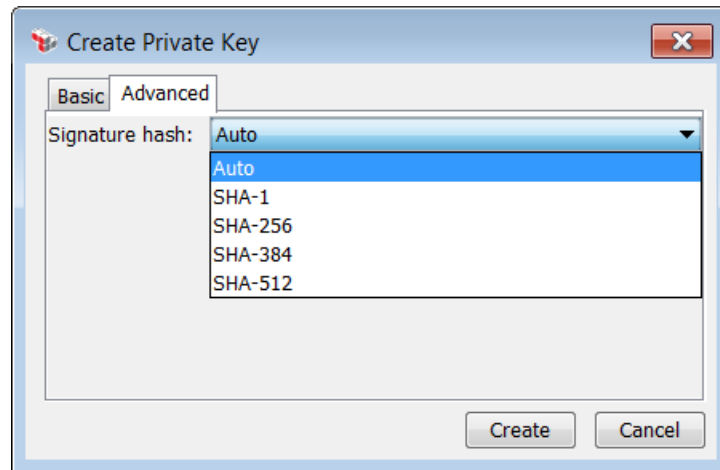 Create Private Key
Basic Advanced
Signature hash: Auto
Auto
SHA-1
SHA-256
SHA-384
SHA-512
Create Cancel